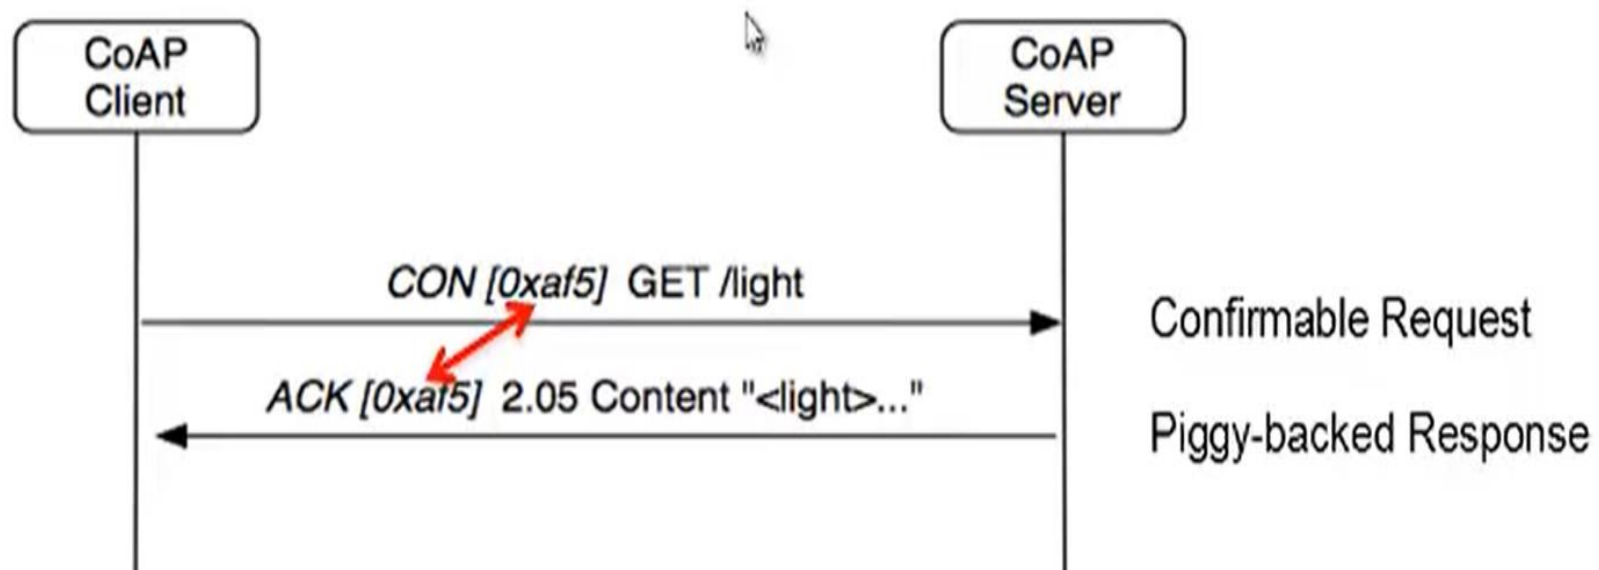 CoAP
Client
CoAP
Server
CON [0xaf5] GET /light
Confirmable Request
ACK [0xaf5] 2.05 Content "<light>..."
Piggy-backed Response